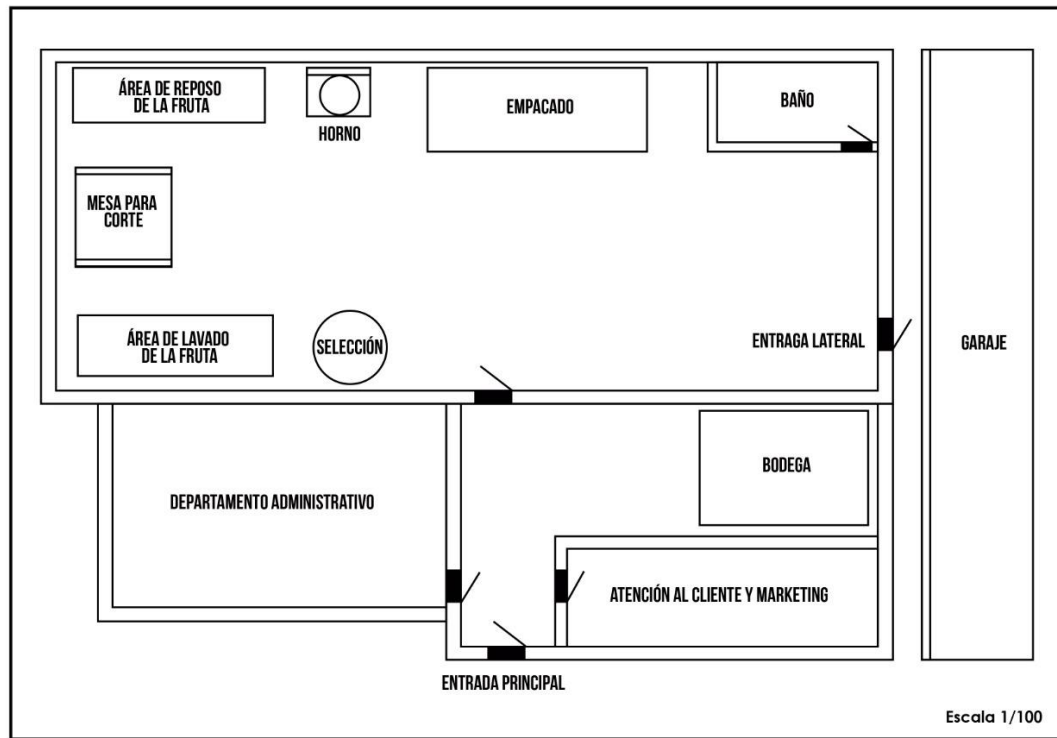 ÁREA DE REPOSO
DE LA FRUTA
HORNO
EMPACADO
BAÑO
MESA PARA
CORTE
ÁREA DE LAVADO
DE LA FRUTA
SELECCIÓN
ENTRAGA LATERAL
GARAJE
DEPARTAMENTO ADMINISTRATIVO
BODEGA
ATENCIÓN AL CLIENTE Y MARKETING
ENTRADA PRINCIPAL
Escala 1/100